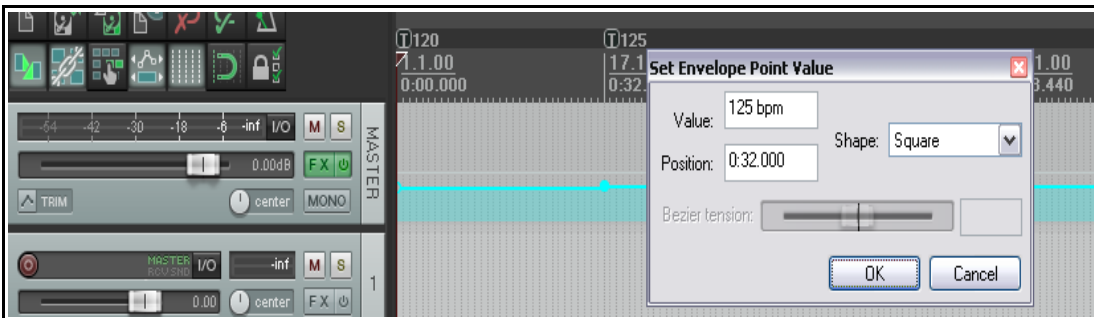 T 120
T 125
1.1.00
17.1
1.00
0:00.000
0:32.
3.440
Set Envelope Point Value
Value: 125 bpm
Shape: Square
Position: 0:32.000
Bezier tension:
OK
Cancel
-54 -42 -30 -18 -6 -inf I/O M S
0.00dB FX
TRIM center MONO
MASTER
MASTER
RCV SND I/O -inf M S
0.00 center FX
1